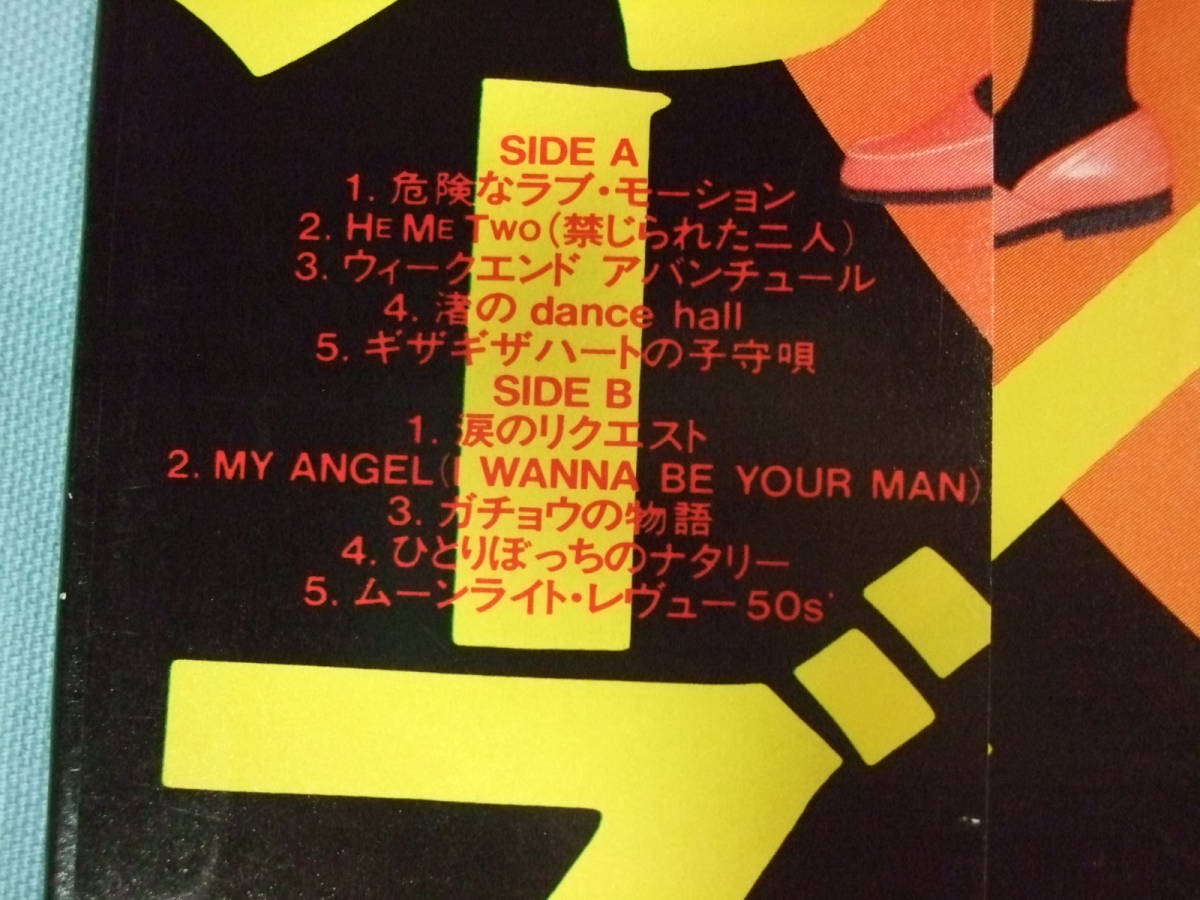 SIDE A
1. 危険なラブ・モーション
2. HE ME TWO (禁じられた二人)
3. ウィークエンド アバンチュール
4. 渚の dance hall
5. ギザギザハートの子守唄
SIDE B
1. 涙のリクエスト
2. MY ANGEL (I WANNA BE YOUR MAN)
3. ガチョウの物語
4. ひとりぼっちのナタリー
5. ムーンライト・レヴュー50s'